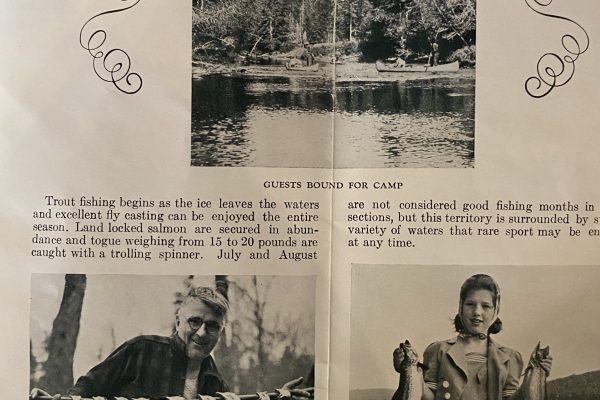 GUESTS BOUND FOR CAMP
Trout fishing begins as the ice leaves the waters
and excellent fly casting can be enjoyed the entire
season. Land locked salmon are secured in abun-
dance and togue weighing from 15 to 20 pounds are
caught with a trolling spinner. July and August
are not considered good fishing months in
sections, but this territory is surrounded by
variety of waters that rare sport may be
at any time.